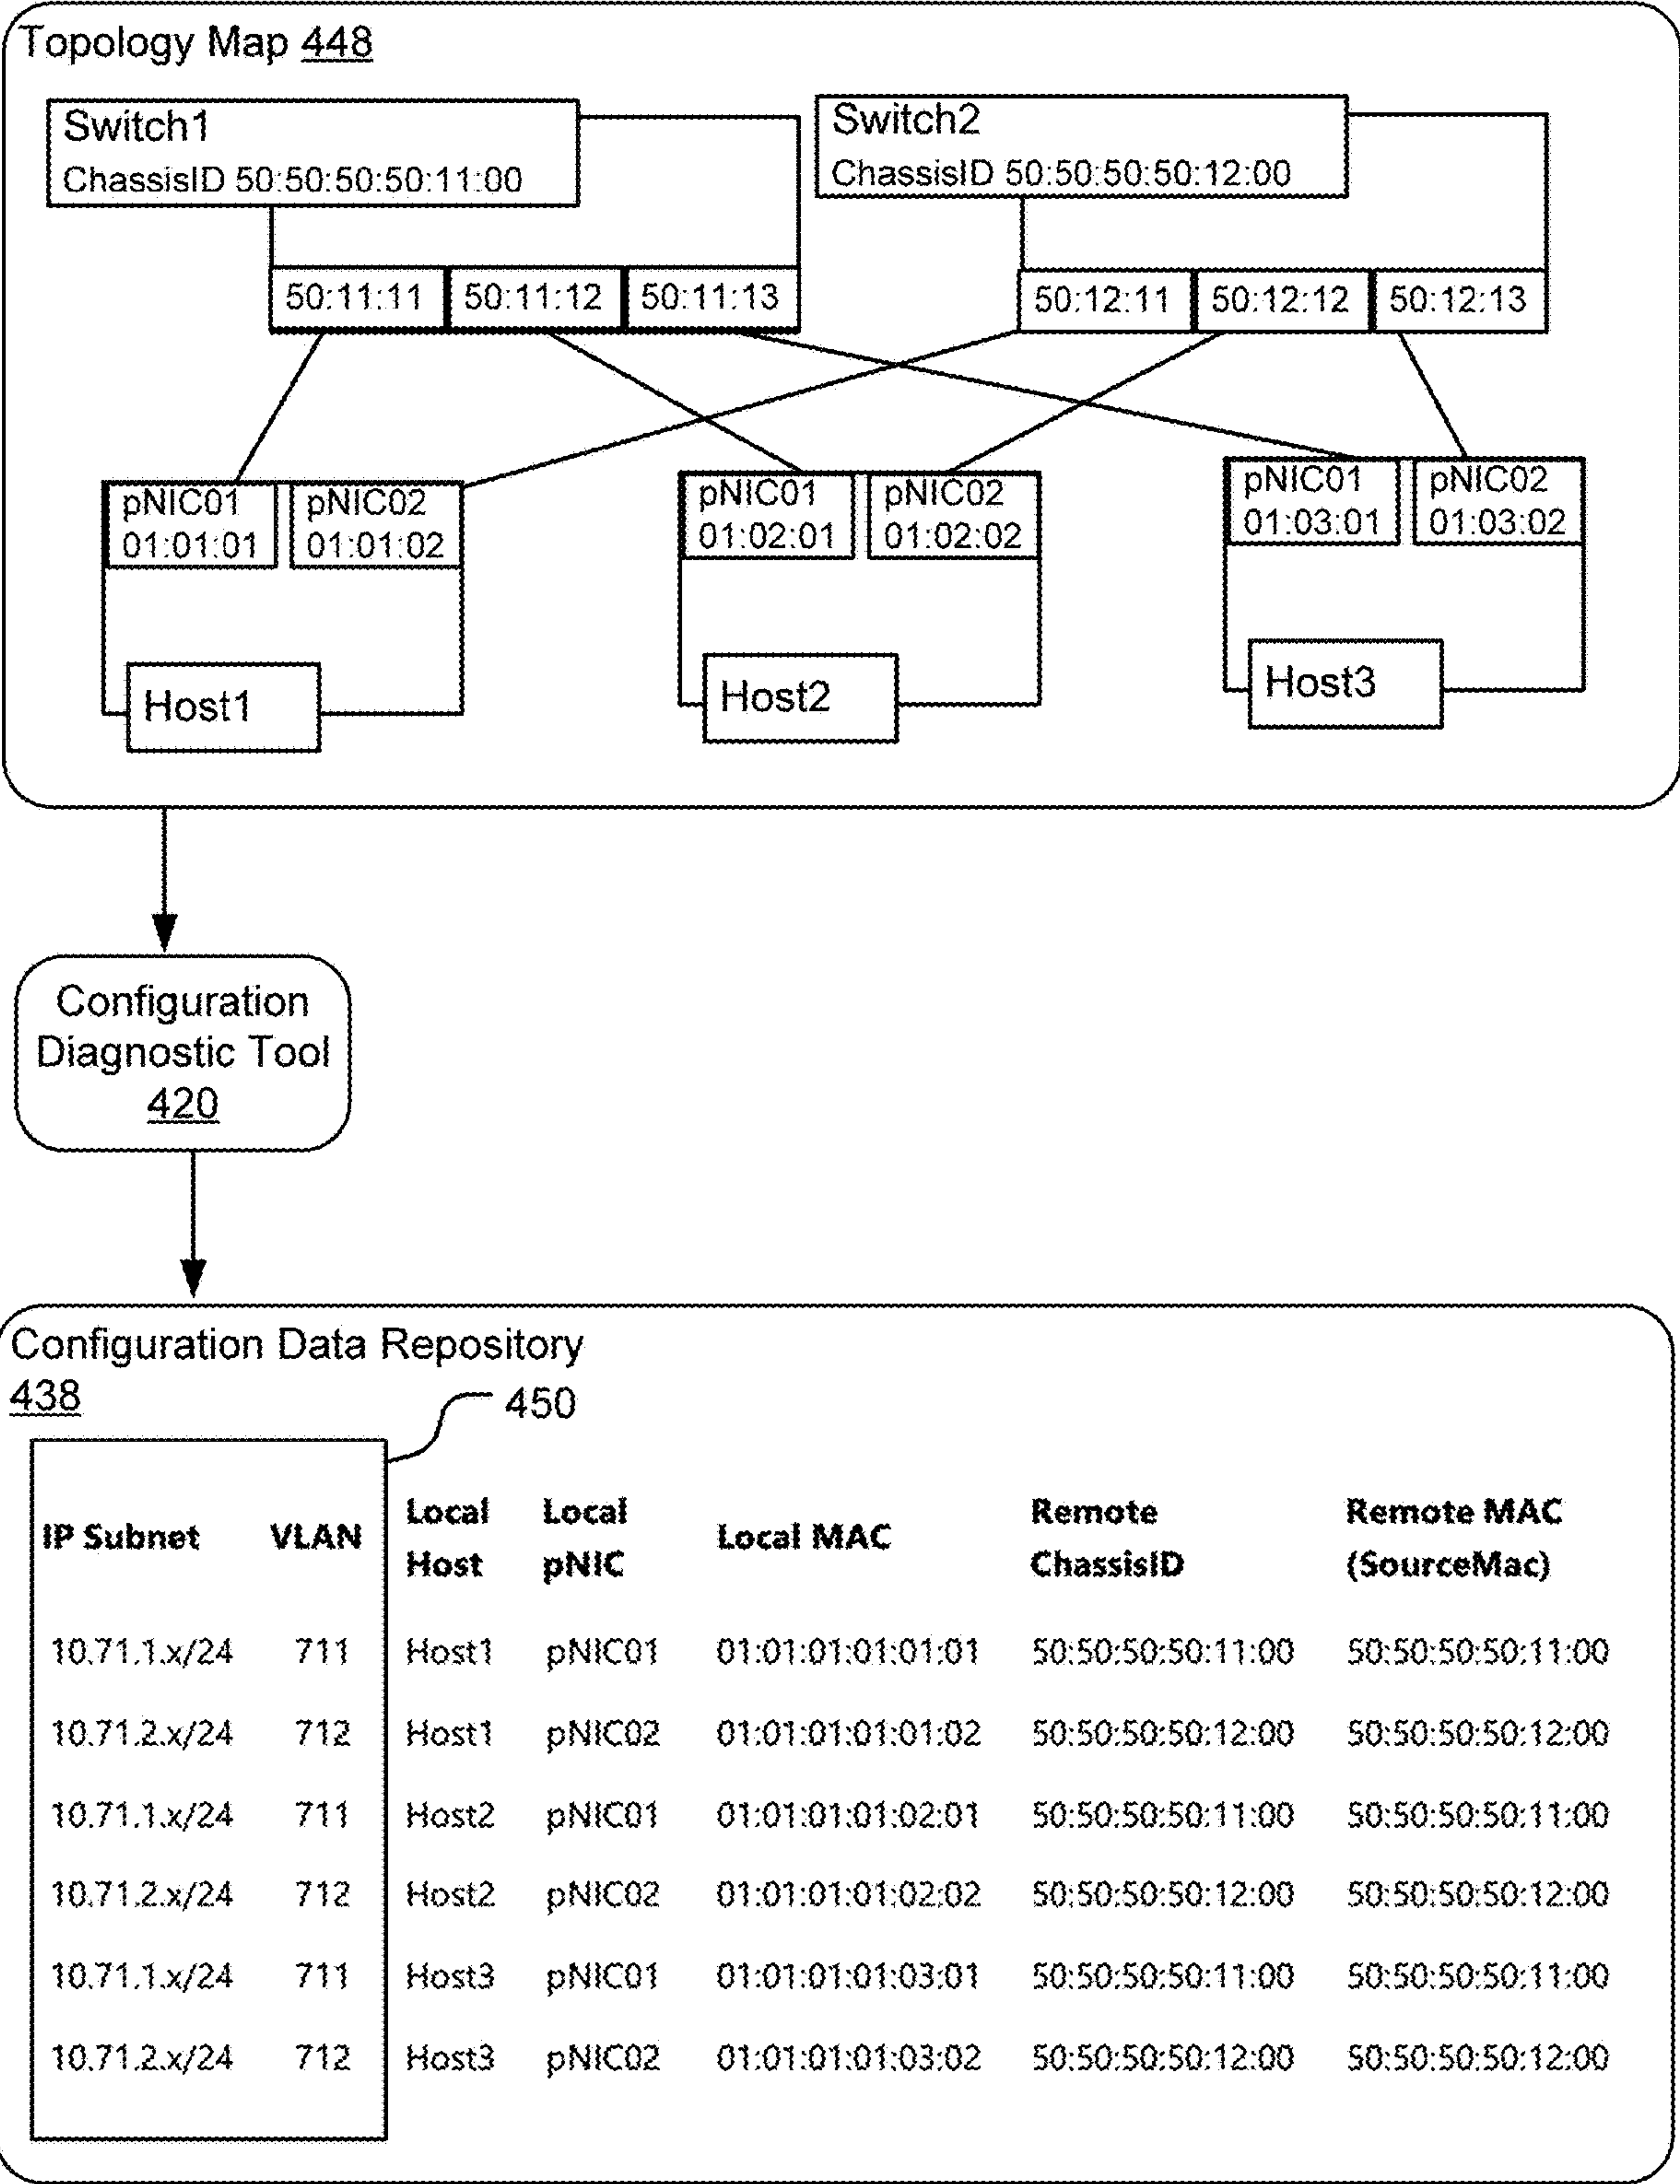 Topology Map 448
Switch1
ChassisID 50:50:50:50:11:00
Switch2
ChassisID 50:50:50:50:12:00
50:11:11 50:11:12 50:11:13
50:12:11 50:12:12 50:12:13
pNIC01 pNIC02
01:01:01 01:01:02
Host1
pNIC01 pNIC02
01:02:01 01:02:02
Host2
pNIC01 pNIC02
01:03:01 01:03:02
Host3
Configuration
Diagnostic Tool
420
Configuration Data Repository
438
450
IP Subnet VLAN Local Host Local pNIC Local MAC Remote ChassisID Remote MAC (SourceMac)
10.71.1.x/24 711 Host1 pNIC01 01:01:01:01:01:01 50:50:50:50:11:00 50:50:50:50:11:00
10.71.2.x/24 712 Host1 pNIC02 01:01:01:01:01:02 50:50:50:50:12:00 50:50:50:50:12:00
10.71.1.x/24 711 Host2 pNIC01 01:01:01:01:02:01 50:50:50:50:11:00 50:50:50:50:11:00
10.71.2.x/24 712 Host2 pNIC02 01:01:01:01:02:02 50:50:50:50:12:00 50:50:50:50:12:00
10.71.1.x/24 711 Host3 pNIC01 01:01:01:01:03:01 50:50:50:50:11:00 50:50:50:50:11:00
10.71.2.x/24 712 Host3 pNIC02 01:01:01:01:03:02 50:50:50:50:12:00 50:50:50:50:12:00